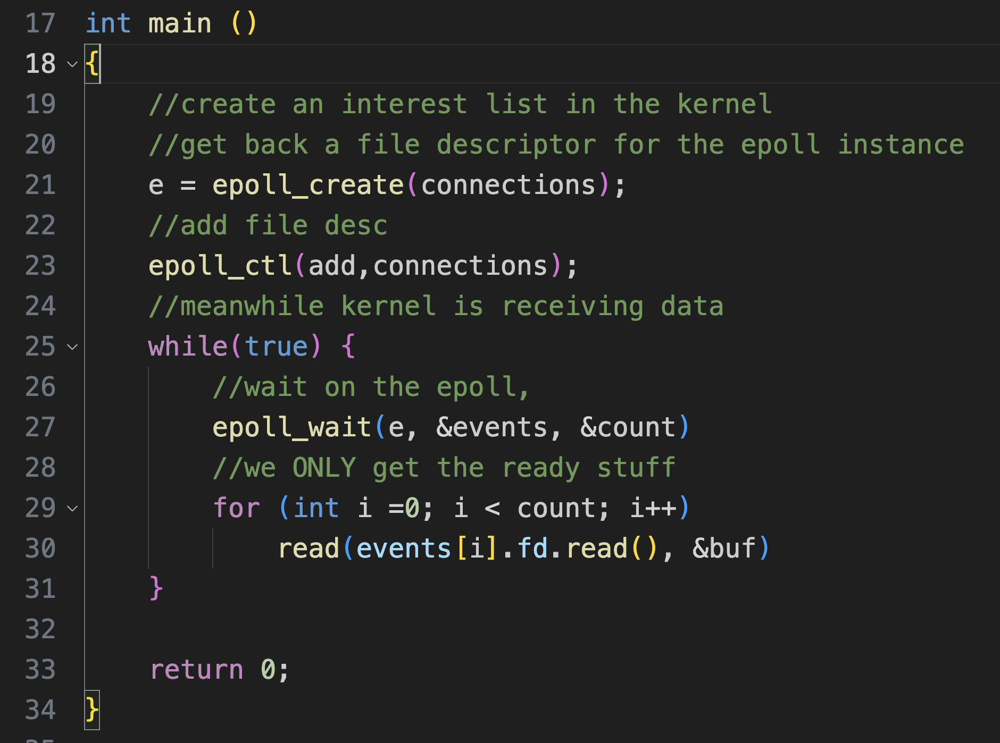 17 int main ()
18 {
19 //create an interest list in the kernel
20 //get back a file descriptor for the epoll instance
21 e = epoll_create(connections);
22 //add file desc
23 epoll_ctl(add,connections);
24 //meanwhile kernel is receiving data
25 while(true) {
26 //wait on the epoll,
27 epoll_wait(e, &events, &count)
28 //we ONLY get the ready stuff
29 for (int i =0; i < count; i++)
30 read(events[i].fd.read(), &buf)
31 }
32
33 return 0;
34 }